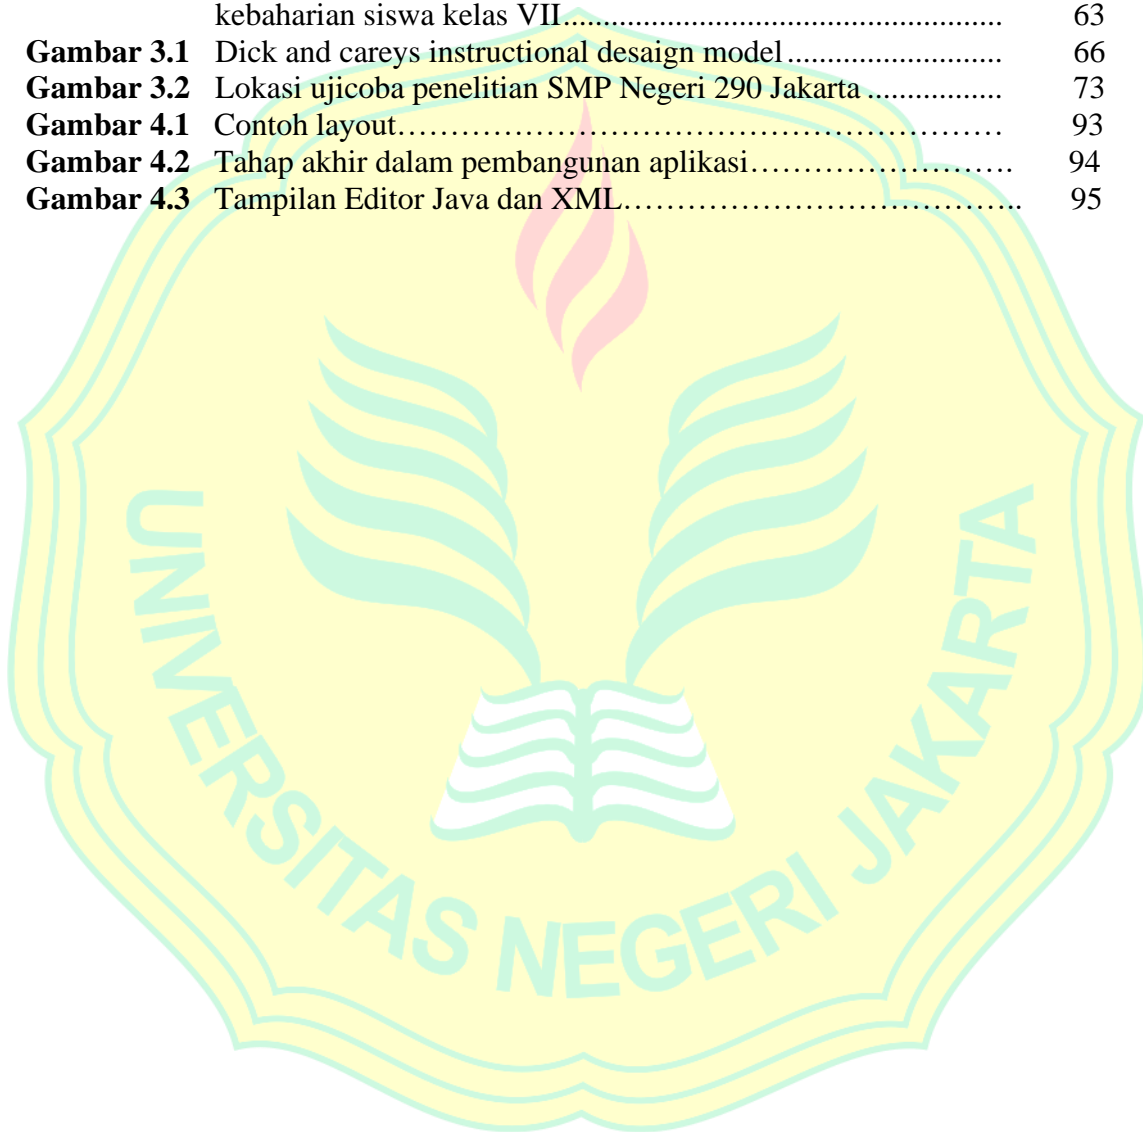 kebaharian siswa kelas VII.................................................... 63
Gambar 3.1 Dick and careys instructional desaign model......................... 66
Gambar 3.2 Lokasi ujicoba penelitian SMP Negeri 290 Jakarta ................ 73
Gambar 4.1 Contoh layout…………………………………………………………… 93
Gambar 4.2 Tahap akhir dalam pembangunan aplikasi……………………. 94
Gambar 4.3 Tampilan Editor Java dan XML……………………………….. 95
UNIVERSITAS NEGERI JAKARTA